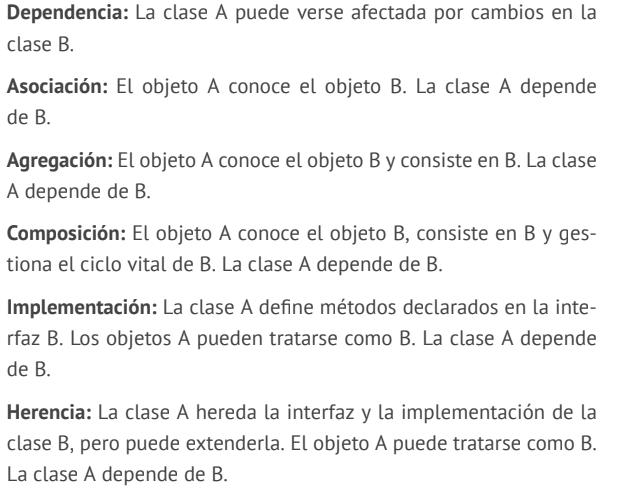 Dependencia: La clase A puede verse afectada por cambios en la
clase B.
Asociación: El objeto A conoce el objeto B. La clase A depende
de B.
Agregación: El objeto A conoce el objeto B y consiste en B. La clase
A depende de B.
Composición: El objeto A conoce el objeto B, consiste en B y ges-
tiona el ciclo vital de B. La clase A depende de B.
Implementación: La clase A define métodos declarados en la inte-
rfaz B. Los objetos A pueden tratarse como B. La clase A depende
de B.
Herencia: La clase A hereda la interfaz y la implementación de la
clase B, pero puede extenderla. El objeto A puede tratarse como B.
La clase A depende de B.